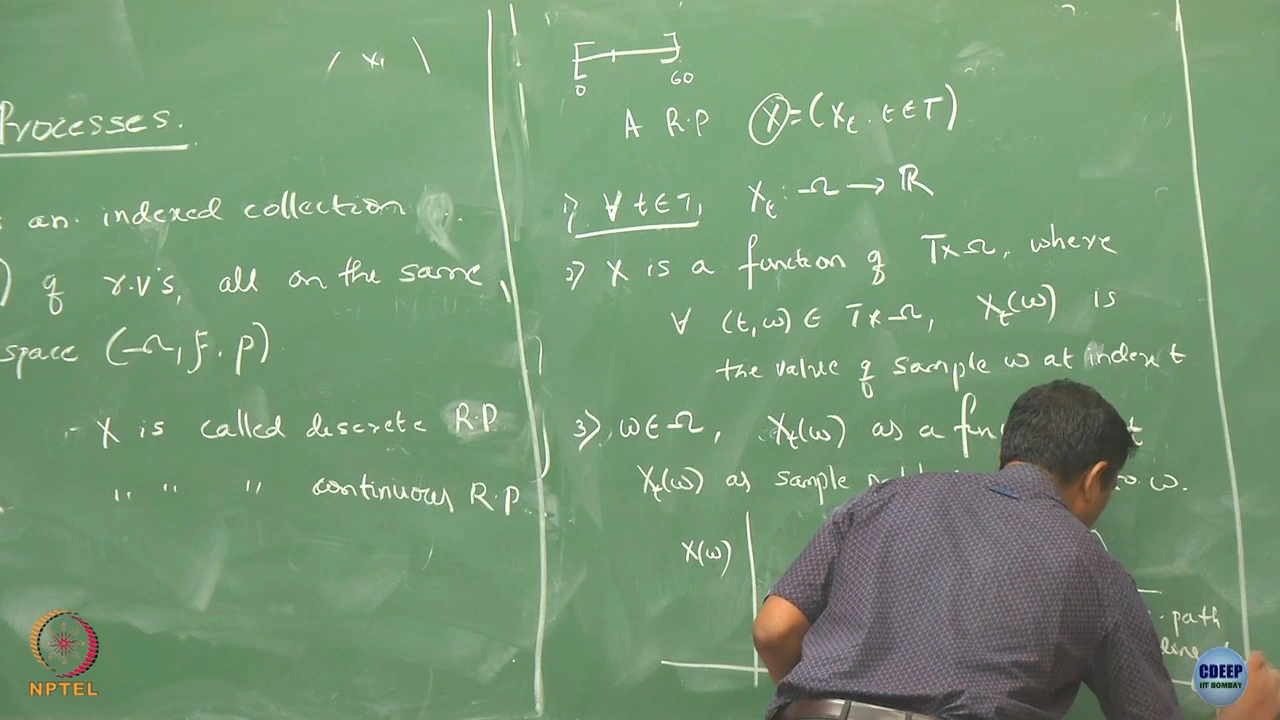 ( X1 )
Processes.
an indexed collection
) of r.v's, all on the same
space (Ω, F, P)
X is called discrete R.P
" " " continuous R.P
[ ]
0 60
A R.P X = (Xt, t ∈ T)
1) ∀ t ∈ T, Xt : Ω → ℝ
2) X is a function of T x Ω, where
∀ (t, ω) ∈ T x Ω, Xt(ω) is
the value of sample ω at index t
3) ω ∈ Ω, Xt(ω) as a t
Xt(ω) as sample ω.
X(ω)
path
line
NPTEL
CDEEP
IIT BOMBAY